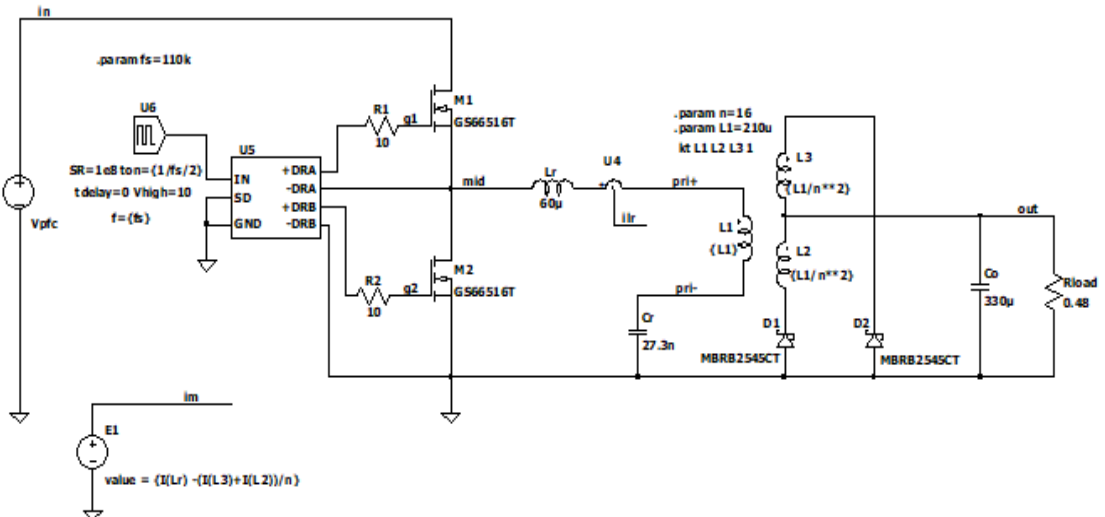 in
.param fs=110k
U6
SR=1e8 ton={1/fs/2}
tdelay=0 Vhigh=10
f={fs}
U5
IN
SD
GND
+DRA
-DRA
+DRB
-DRB
R1
10
g1
M1
GS66516T
R2
10
g2
M2
GS66516T
Vpfc
mid
Lr
60µ
U4
ilr
pri+
.param n=16
.param L1=210u
kt L1 L2 L3 1
L1
{L1}
pri-
Cr
27.3n
L3
{L1/n**2}
L2
{L1/n**2}
D1
MBRB2545CT
D2
MBRB2545CT
out
Co
330µ
Rload
0.48
im
E1
value = {I(Lr) -(I(L3)+I(L2))/n}